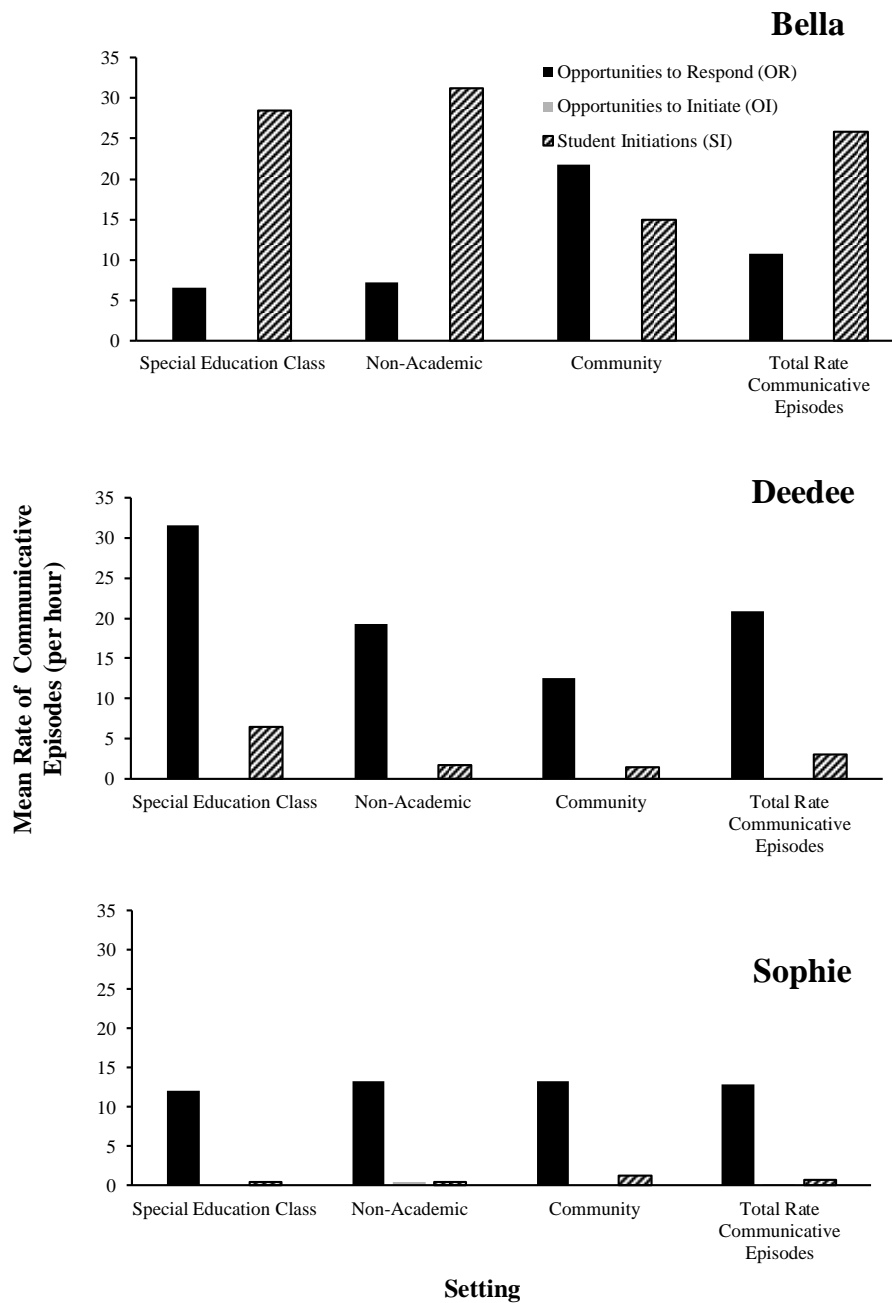 Bella
35
30
25
20
15
10
5
0
Opportunities to Respond (OR)
Opportunities to Initiate (OI)
Student Initiations (SI)
Special Education Class
Non-Academic
Community
Total Rate
Communicative
Episodes
Mean Rate of Communicative
Episodes (per hour)
Deedee
35
30
25
20
15
10
5
0
Special Education Class
Non-Academic
Community
Total Rate
Communicative
Episodes
Sophie
35
30
25
20
15
10
5
0
Special Education Class
Non-Academic
Community
Total Rate
Communicative
Episodes
Setting